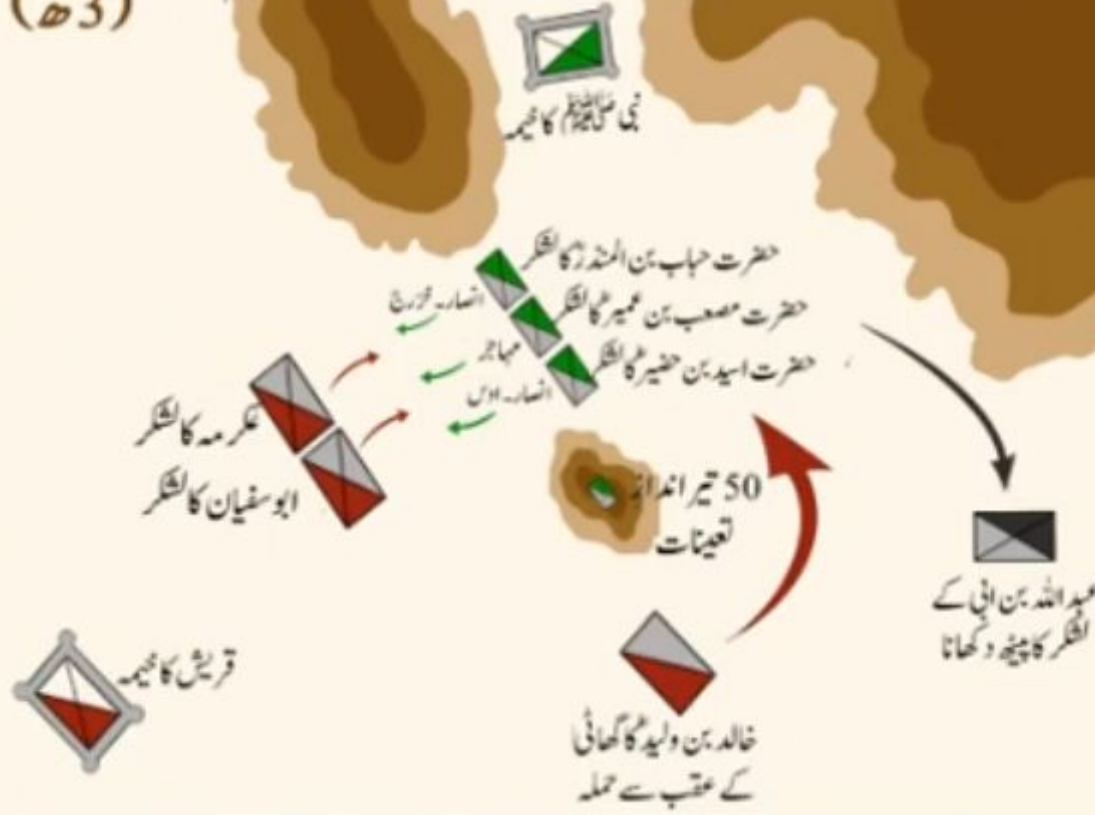 (3ھ)
نبی ﷺ کا خیمہ
حضرت حباب بن المنذرؓ کا لشکر
انصار۔ خزرج
حضرت مصعب بن عمیرؓ کا لشکر
مہاجر
حضرت اسید بن حضیرؓ کا لشکر
انصار۔ اوس
عکرمہ کا لشکر
ابوسفیان کا لشکر
50 تیر انداز
تعینات
عبداللہ بن ابی کے
لشکر کا پیٹھ دکھانا
قریش کا خیمہ
خالد بن ولیدؓ کا گھاٹی
کے عقب سے حملہ